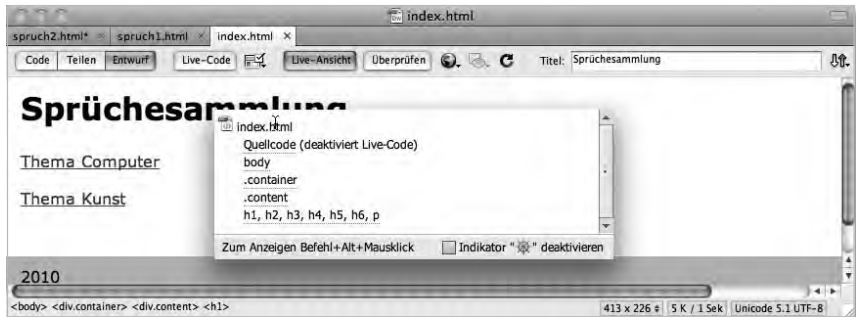 index.html
spruch2.html* × spruch1.html × index.html ×
Code Teilen Entwurf Live-Code Live-Ansicht Überprüfen Titel: Sprüchesammlung
Sprüchesammlung
index.html
Quellcode (deaktiviert Live-Code)
Thema Computer
body
.container
Thema Kunst
.content
h1, h2, h3, h4, h5, h6, p
Zum Anzeigen Befehl+Alt+Mausklick Indikator " " deaktivieren
2010
<body> <div.container> <div.content> <h1> 413 x 226 5 K / 1 Sek Unicode 5.1 UTF-8